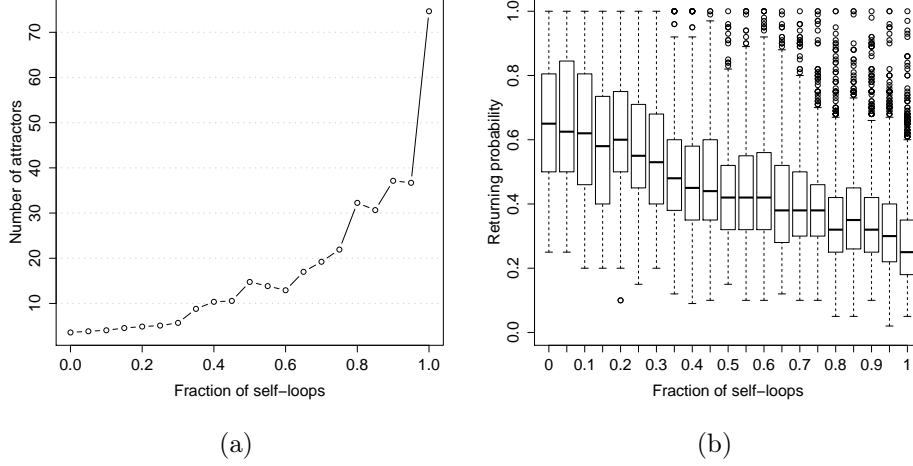 Number of attractors
70
60
50
40
30
20
10
0.0 0.2 0.4 0.6 0.8 1.0
Fraction of self−loops
(a)
Returning probability
1.0
0.8
0.6
0.4
0.2
0.0
0 0.1 0.2 0.3 0.4 0.5 0.6 0.7 0.8 0.9 1
Fraction of self−loops
(b)